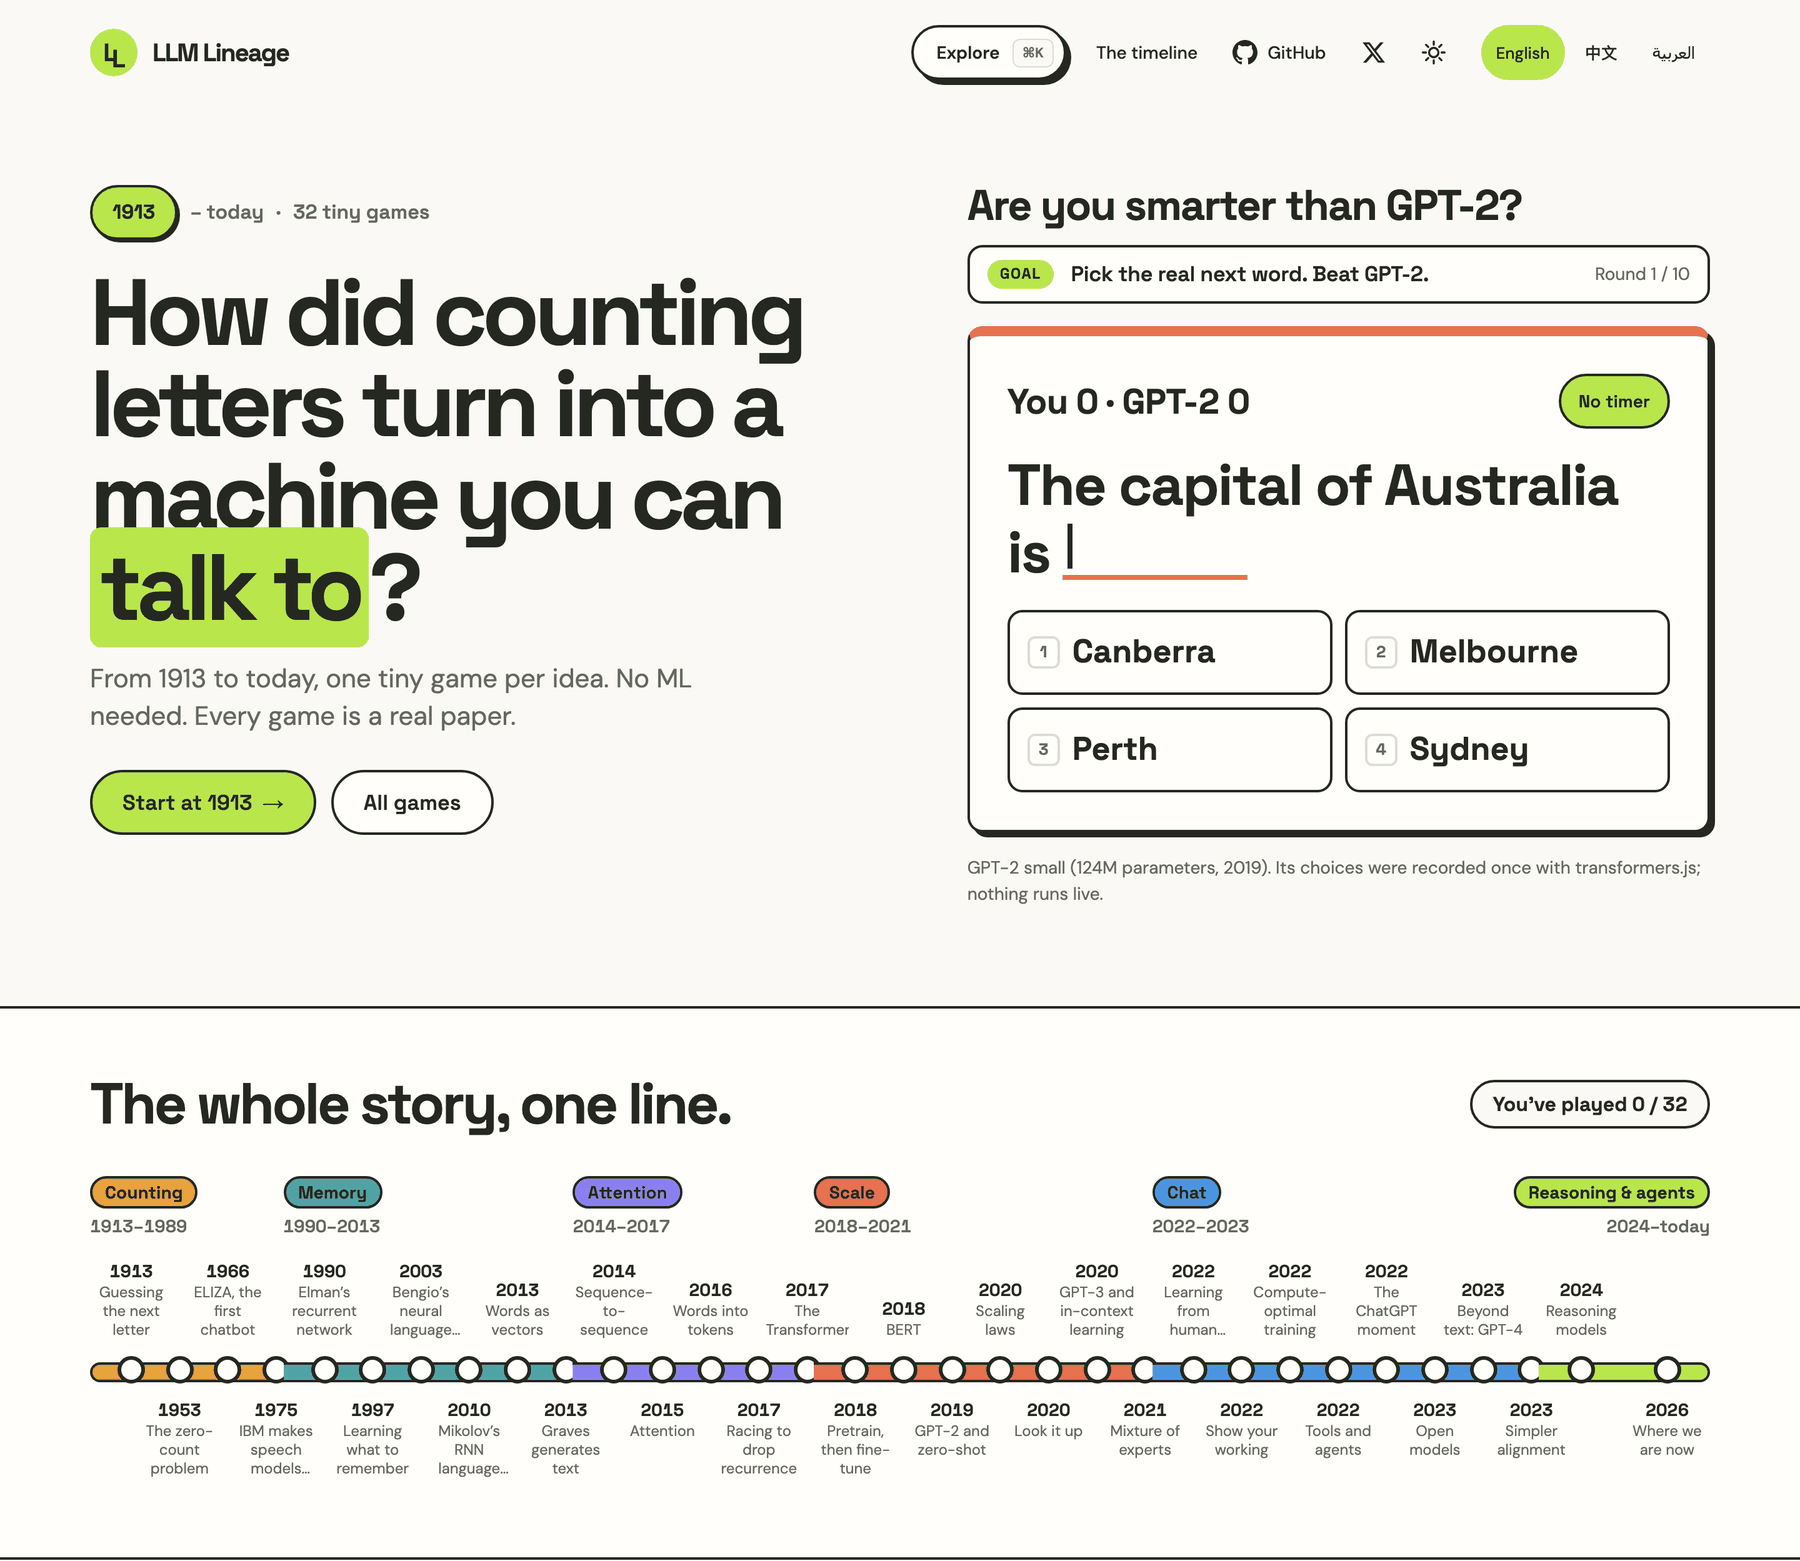 LL LLM Lineage
Explore ⌘K The timeline GitHub X English 中文 العربية
1913 – today · 32 tiny games
How did counting
letters turn into a
machine you can
talk to?
From 1913 to today, one tiny game per idea. No ML
needed. Every game is a real paper.
Start at 1913 → All games
Are you smarter than GPT-2?
GOAL Pick the real next word. Beat GPT-2. Round 1 / 10
You 0 · GPT-2 0 No timer
The capital of Australia
is
1 Canberra
2 Melbourne
3 Perth
4 Sydney
GPT-2 small (124M parameters, 2019). Its choices were recorded once with transformers.js;
nothing runs live.
The whole story, one line.
You’ve played 0 / 32
Counting
1913–1989
Memory
1990–2013
Attention
2014–2017
Scale
2018–2021
Chat
2022–2023
Reasoning & agents
2024–today
1913
Guessing
the next
letter
1966
ELIZA, the
first
chatbot
1990
Elman’s
recurrent
network
2003
Bengio’s
neural
language...
2013
Words as
vectors
2014
Sequence-
to-
sequence
2016
Words into
tokens
2017
The
Transformer
2018
BERT
2020
Scaling
laws
2020
GPT-3 and
in-context
learning
2022
Learning
from
human...
2022
Compute-
optimal
training
2022
The
ChatGPT
moment
2023
Beyond
text: GPT-4
2024
Reasoning
models
1953
The zero-
count
problem
1975
IBM makes
speech
models...
1997
Learning
what to
remember
2010
Mikolov’s
RNN
language...
2013
Graves
generates
text
2015
Attention
2017
Racing to
drop
recurrence
2018
Pretrain,
then fine-
tune
2019
GPT-2 and
zero-shot
2020
Look it up
2021
Mixture of
experts
2022
Show your
working
2022
Tools and
agents
2023
Open
models
2023
Simpler
alignment
2026
Where we
are now